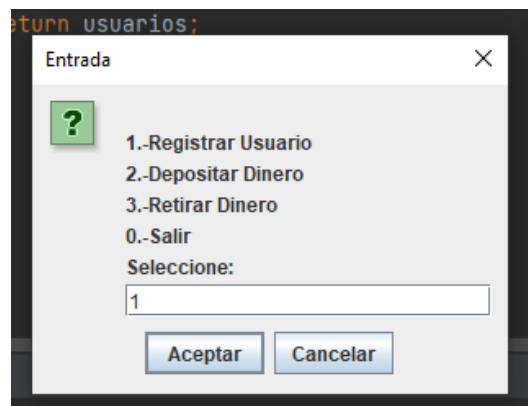 eturn usuarios;
Entrada
?
1.-Registrar Usuario
2.-Depositar Dinero
3.-Retirar Dinero
0.-Salir
Seleccione:
1
Aceptar Cancelar